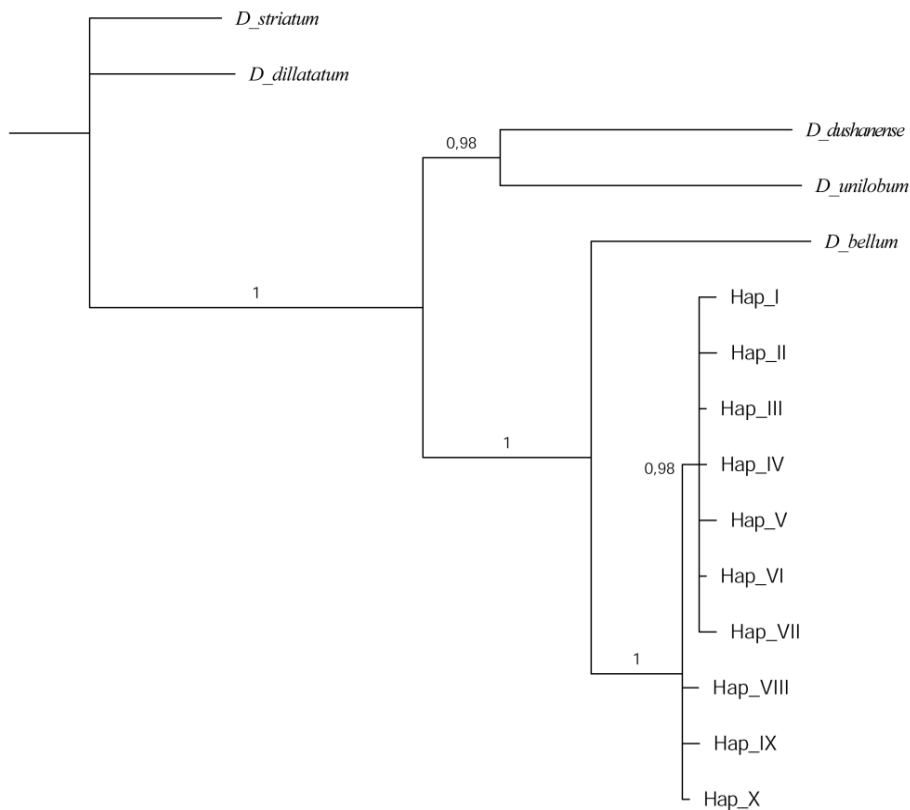 D_striatum
D_dillatatum
D_dushanense
0,98
D_unilobum
D_bellum
1
Hap_I
Hap_II
Hap_III
1
Hap_IV
0,98
Hap_V
Hap_VI
Hap_VII
1
Hap_VIII
Hap_IX
Hap_X